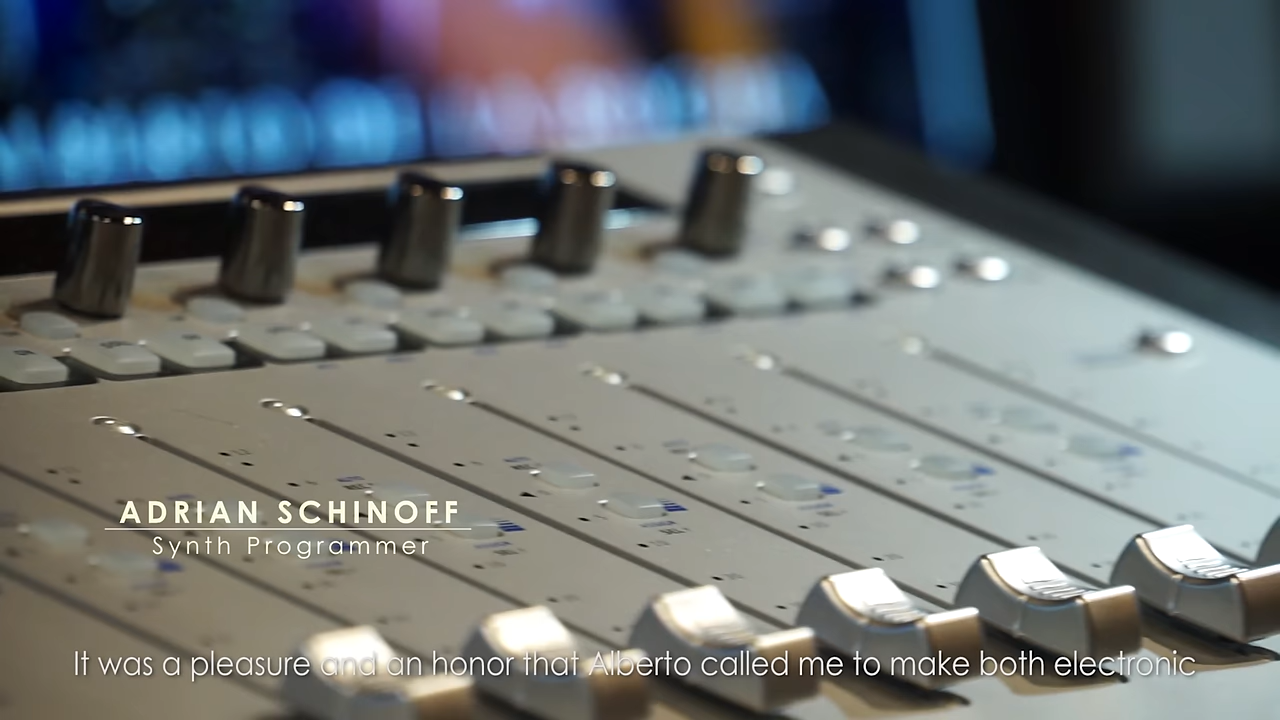 ADRIAN SCHINOFF
Synth Programmer
It was a pleasure and an honor that Alberto called me to make both electronic